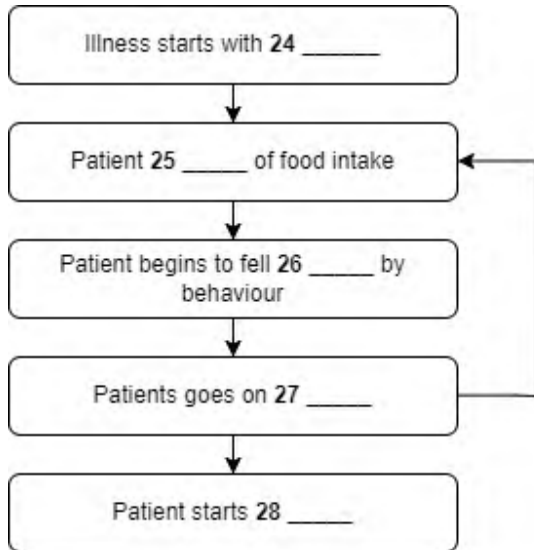 Illness starts with 24 ______
Patient 25 _____ of food intake
Patient begins to fell 26 _____ by
behaviour
Patients goes on 27 _____
Patient starts 28 _____